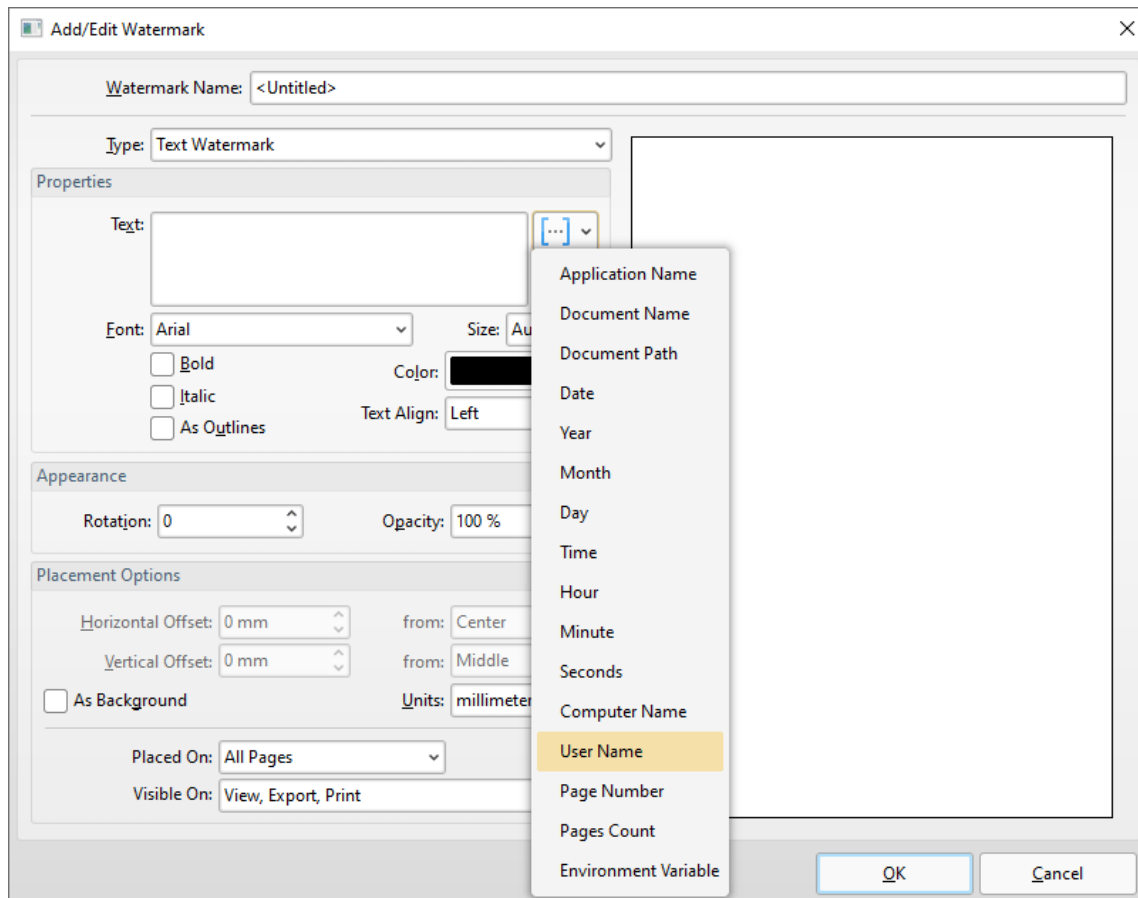 Add/Edit Watermark
Watermark Name: <Untitled>
Type: Text Watermark
Properties
Text:
Font: Arial
Size: Au
Bold
Color:
Italic
Text Align: Left
As Outlines
Appearance
Rotation: 0
Opacity: 100 %
Placement Options
Horizontal Offset: 0 mm
from: Center
Vertical Offset: 0 mm
from: Middle
As Background
Units: millimeter
Placed On: All Pages
Visible On: View, Export, Print
Application Name
Document Name
Document Path
Date
Year
Month
Day
Time
Hour
Minute
Seconds
Computer Name
User Name
Page Number
Pages Count
Environment Variable
OK
Cancel